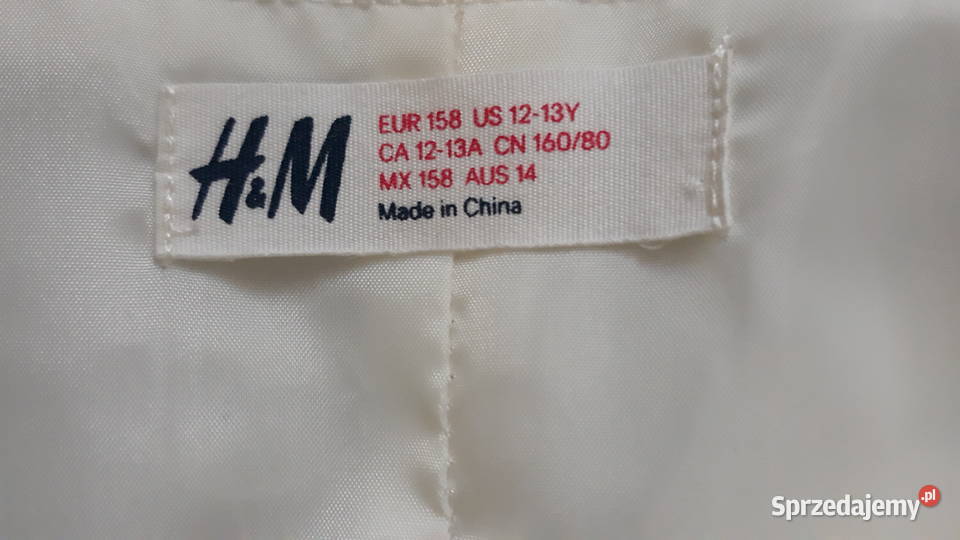 H&M
EUR 158 US 12-13Y
CA 12-13A CN 160/80
MX 158 AUS 14
Made in China
Sprzedajemy.pl